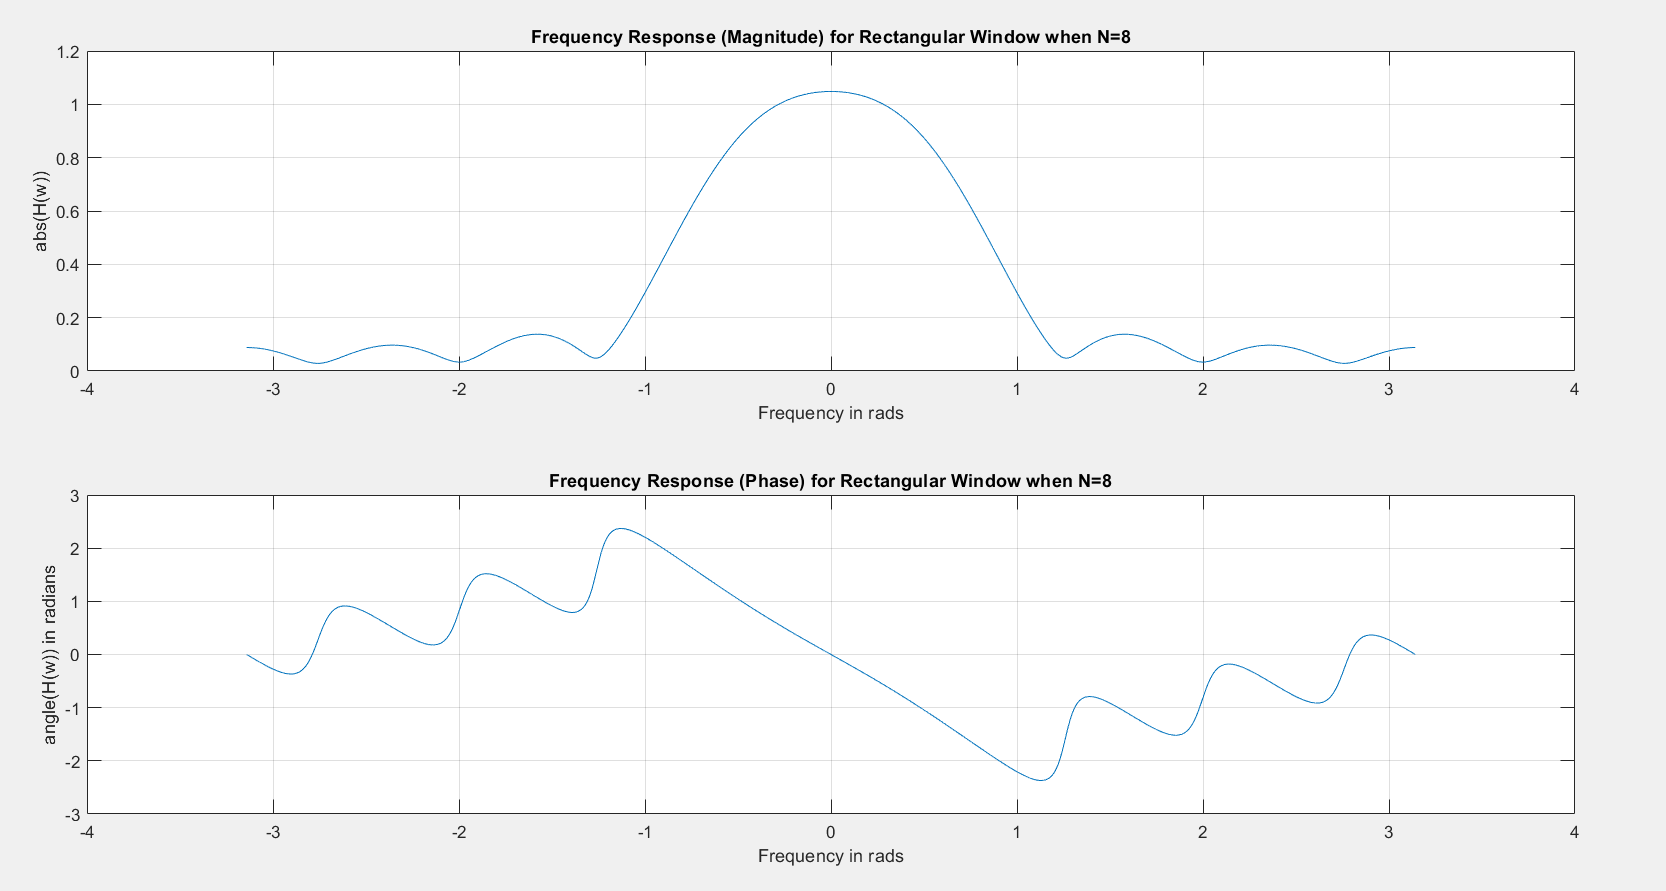 Frequency Response (Magnitude) for Rectangular Window when N=8
1.2
1
0.8
0.6
0.4
0.2
0
abs(H(w))
-4 -3 -2 -1 0 1 2 3 4
Frequency in rads
Frequency Response (Phase) for Rectangular Window when N=8
3
2
1
0
-1
-2
-3
angle(H(w)) in radians
-4 -3 -2 -1 0 1 2 3 4
Frequency in rads